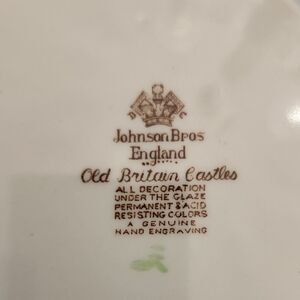 Johnson Bros
England
Old Britain Castles
ALL DECORATION
UNDER THE GLAZE
PERMANENT & ACID
RESISTING COLORS
A GENUINE
HAND ENGRAVING